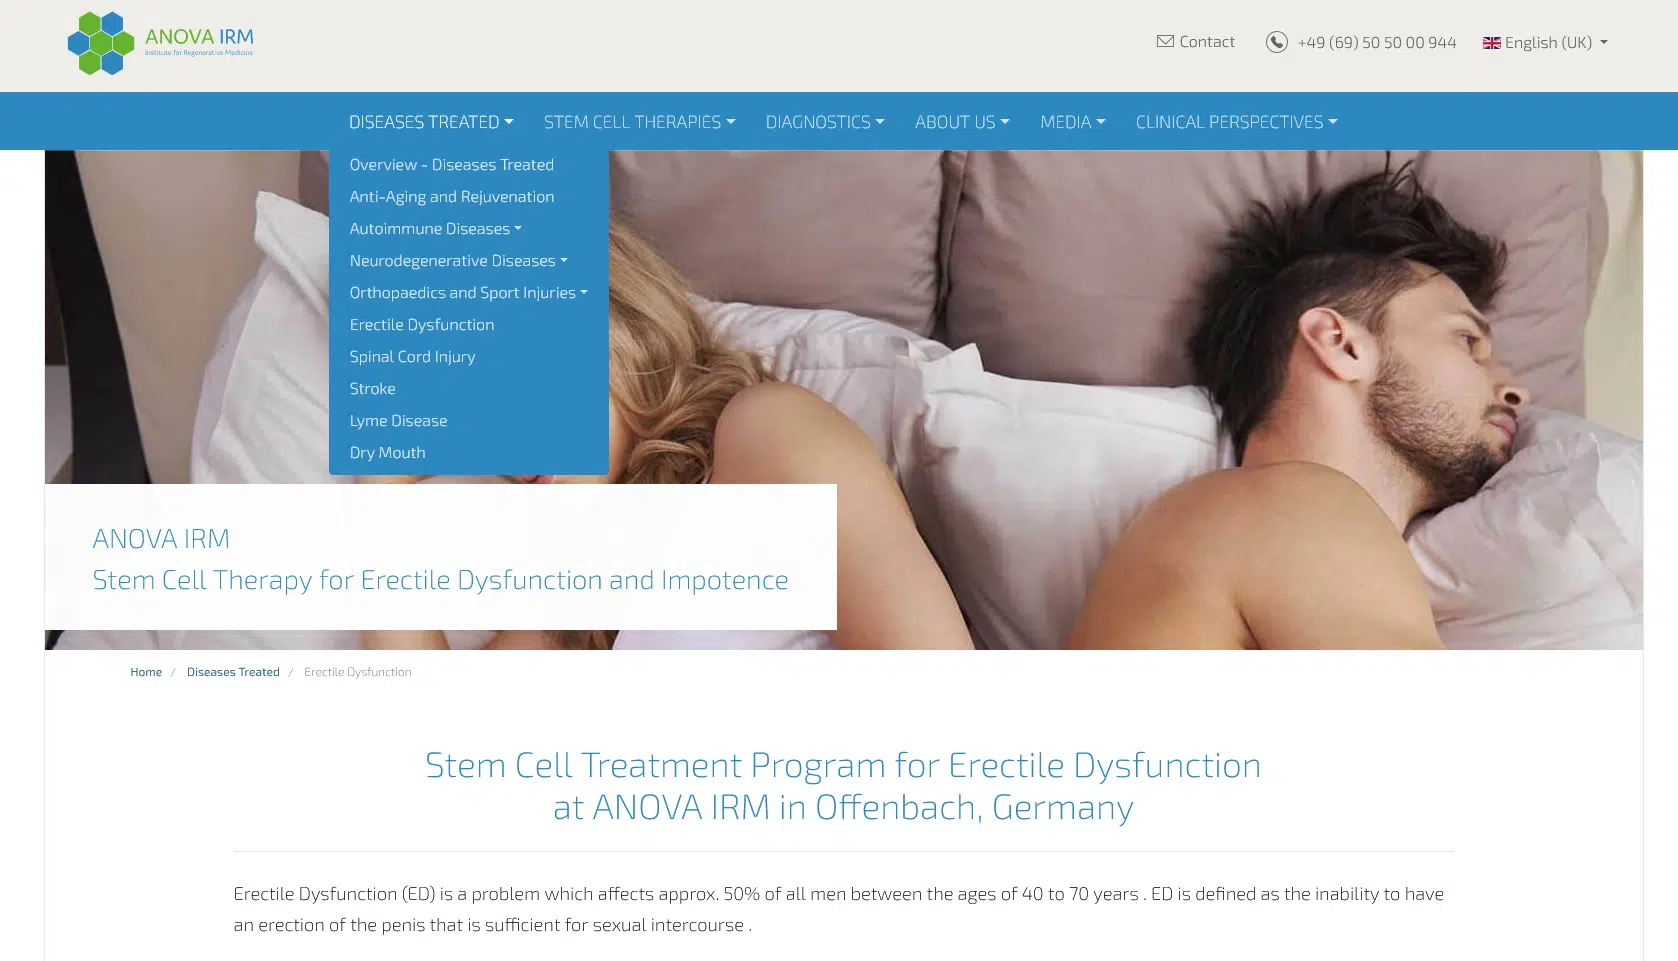 ANOVA IRM
Institute for Regenerative Medicine
Contact
+49 (69) 50 50 00 944
English (UK)
DISEASES TREATED
STEM CELL THERAPIES
DIAGNOSTICS
ABOUT US
MEDIA
CLINICAL PERSPECTIVES
Overview - Diseases Treated
Anti-Aging and Rejuvenation
Autoimmune Diseases
Neurodegenerative Diseases
Orthopaedics and Sport Injuries
Erectile Dysfunction
Spinal Cord Injury
Stroke
Lyme Disease
Dry Mouth
ANOVA IRM
Stem Cell Therapy for Erectile Dysfunction and Impotence
Home / Diseases Treated / Erectile Dysfunction
Stem Cell Treatment Program for Erectile Dysfunction
at ANOVA IRM in Offenbach, Germany
Erectile Dysfunction (ED) is a problem which affects approx. 50% of all men between the ages of 40 to 70 years . ED is defined as the inability to have
an erection of the penis that is sufficient for sexual intercourse .